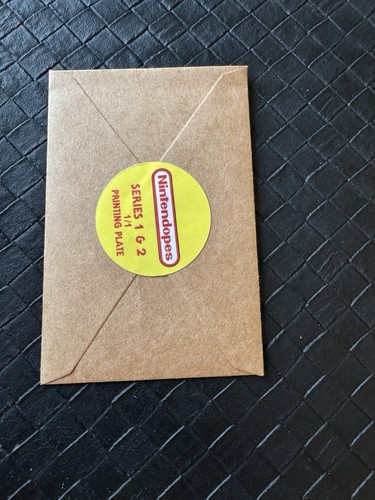 Nintendopes
SERIES 1 & 2
1/1
PRINTING PLATE